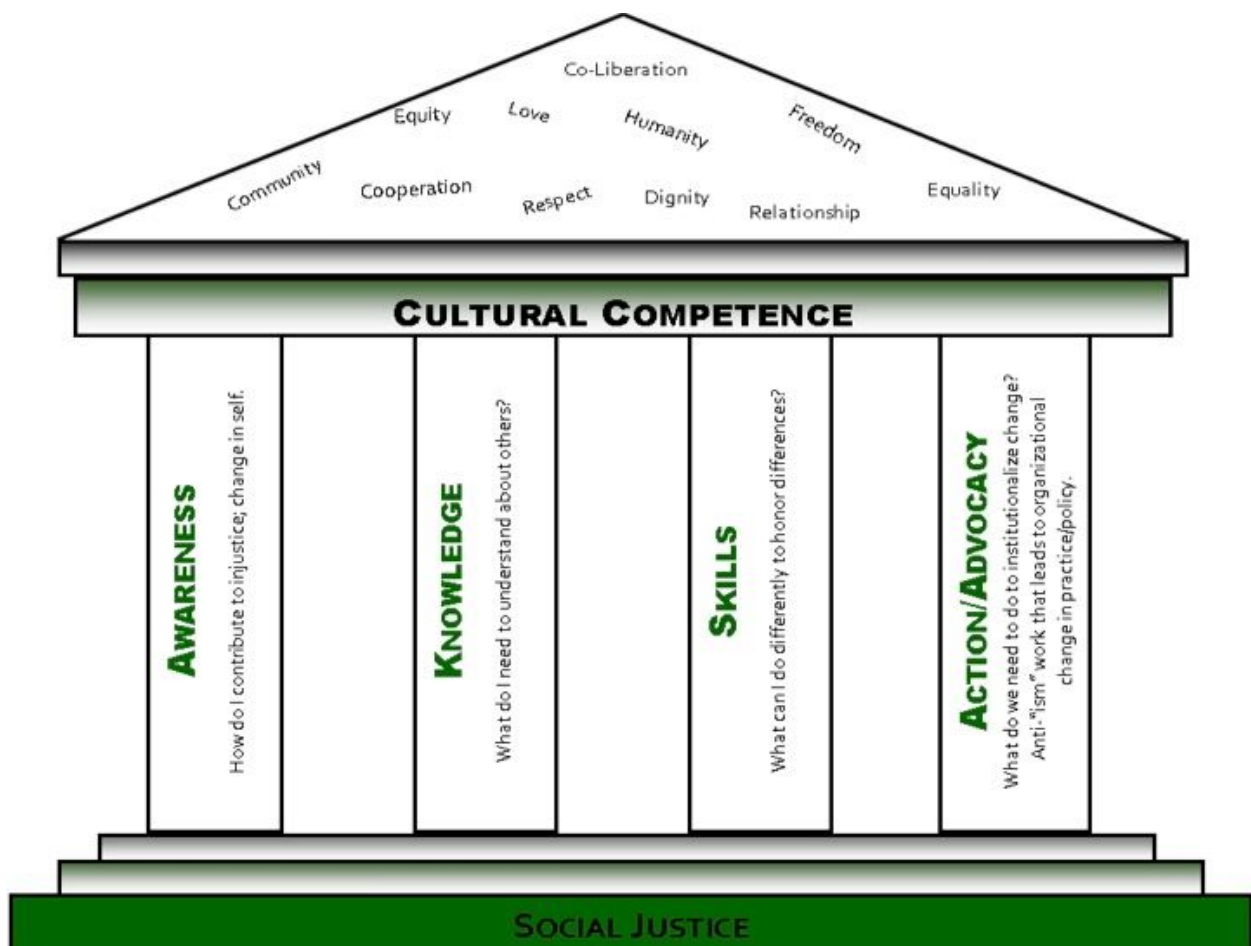 Co-Liberation
Equity
Love
Humanity
Freedom
Community
Cooperation
Respect
Dignity
Relationship
Equality
CULTURAL COMPETENCE
AWARENESS
How do I contribute to injustice; change in self.
KNOWLEDGE
What do I need to understand about others?
SKILLS
What can I do differently to honor differences?
ACTION/ADVOCACY
What do we need to do to institutionalize change?
Anti-"ism" work that leads to organizational
change in practice/policy.
SOCIAL JUSTICE